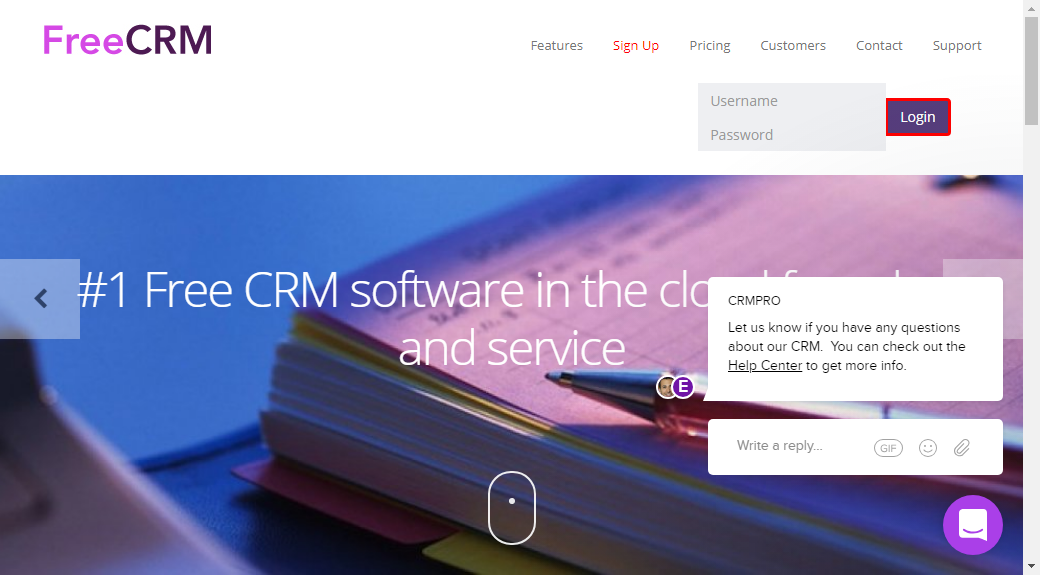 FreeCRM
Features Sign Up Pricing Customers Contact Support
Username
Login
Password
#1 Free CRM software in the
and service
CRMPRO
Let us know if you have any questions
about our CRM. You can check out the
Help Center to get more info.
E
Write a reply...
GIF